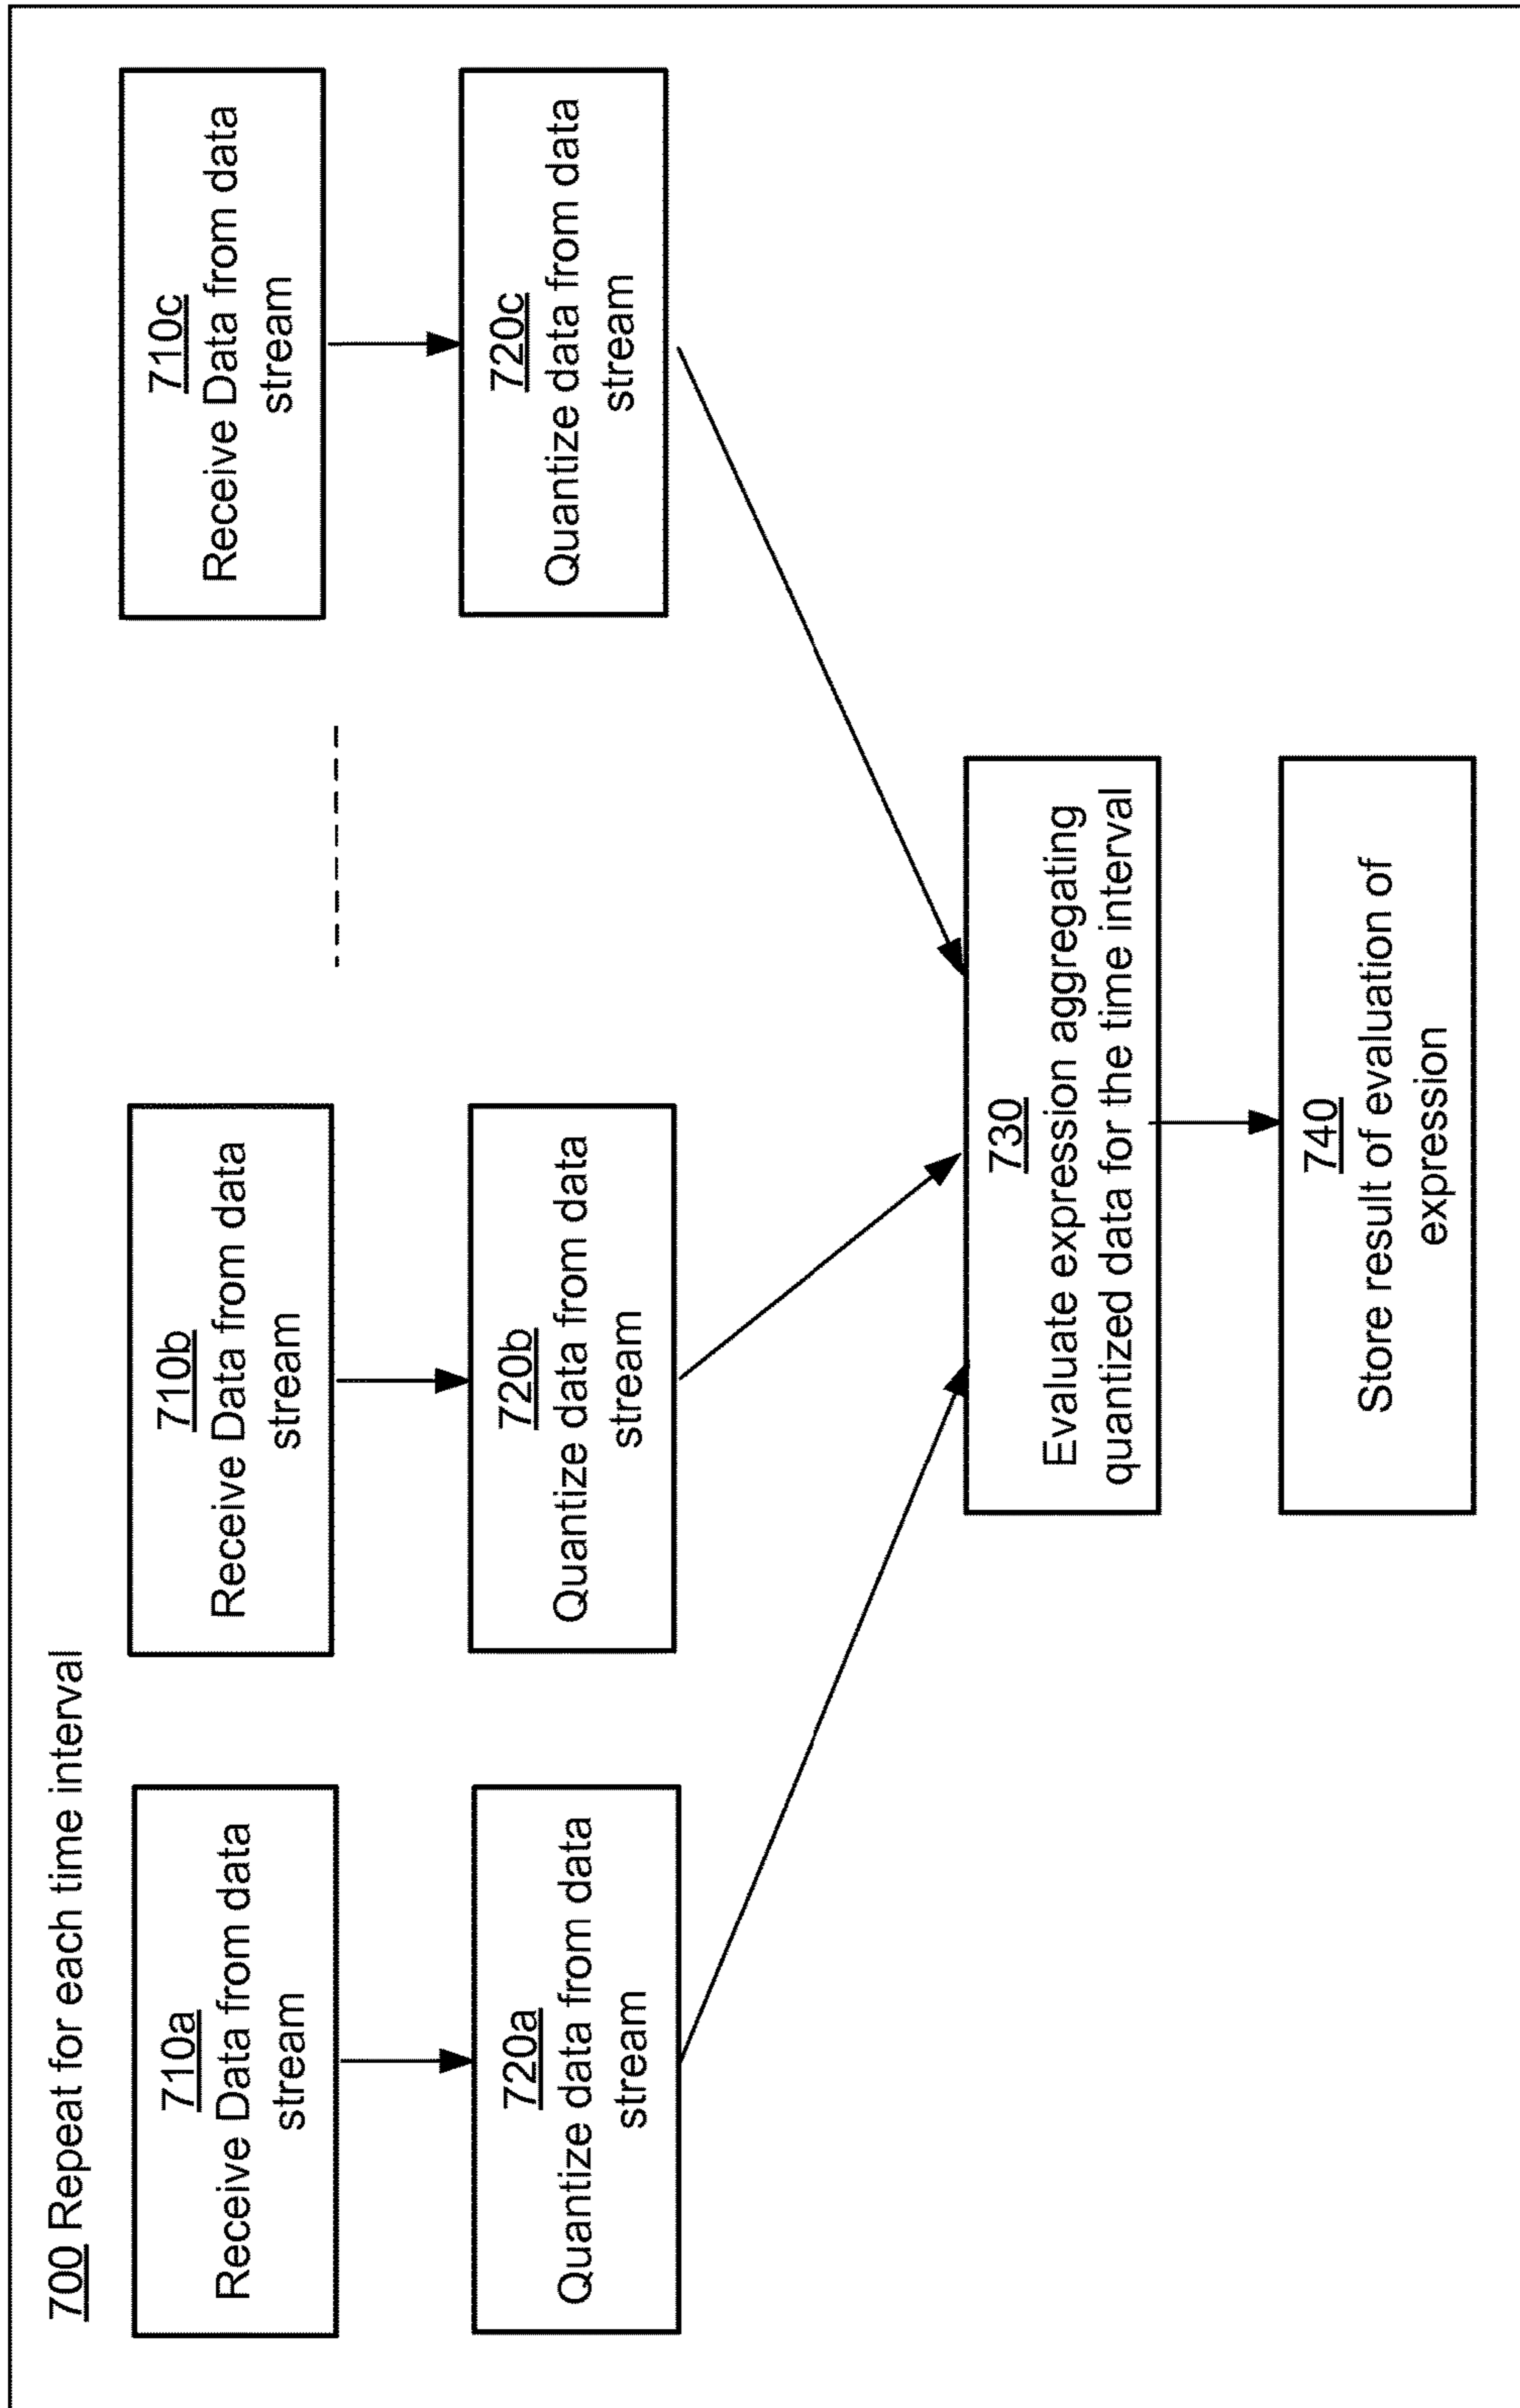 700 Repeat for each time interval
710a
Receive Data from data
stream
710b
Receive Data from data
stream
710c
Receive Data from data
stream
720a
Quantize data from data
stream
720b
Quantize data from data
stream
720c
Quantize data from data
stream
730
Evaluate expression aggregating
quantized data for the time interval
740
Store result of evaluation of
expression